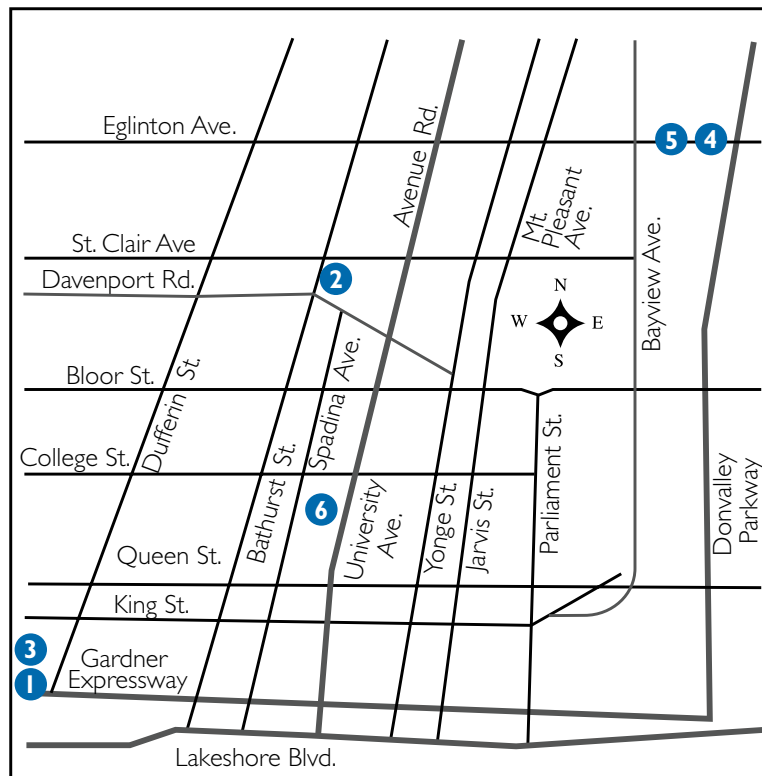 Eglinton Ave.
Avenue Rd.
5
4
Mt.
Pleasant
Ave.
St. Clair Ave
Davenport Rd.
2
N
W
E
S
Bayview Ave.
Bloor St.
Dufferin St.
Spadina Ave.
College St.
Bathurst St.
6
University
Ave.
Yonge St.
Jarvis St.
Parliament St.
Donvalley
Parkway
Queen St.
King St.
3
1
Gardner
Expressway
Lakeshore Blvd.